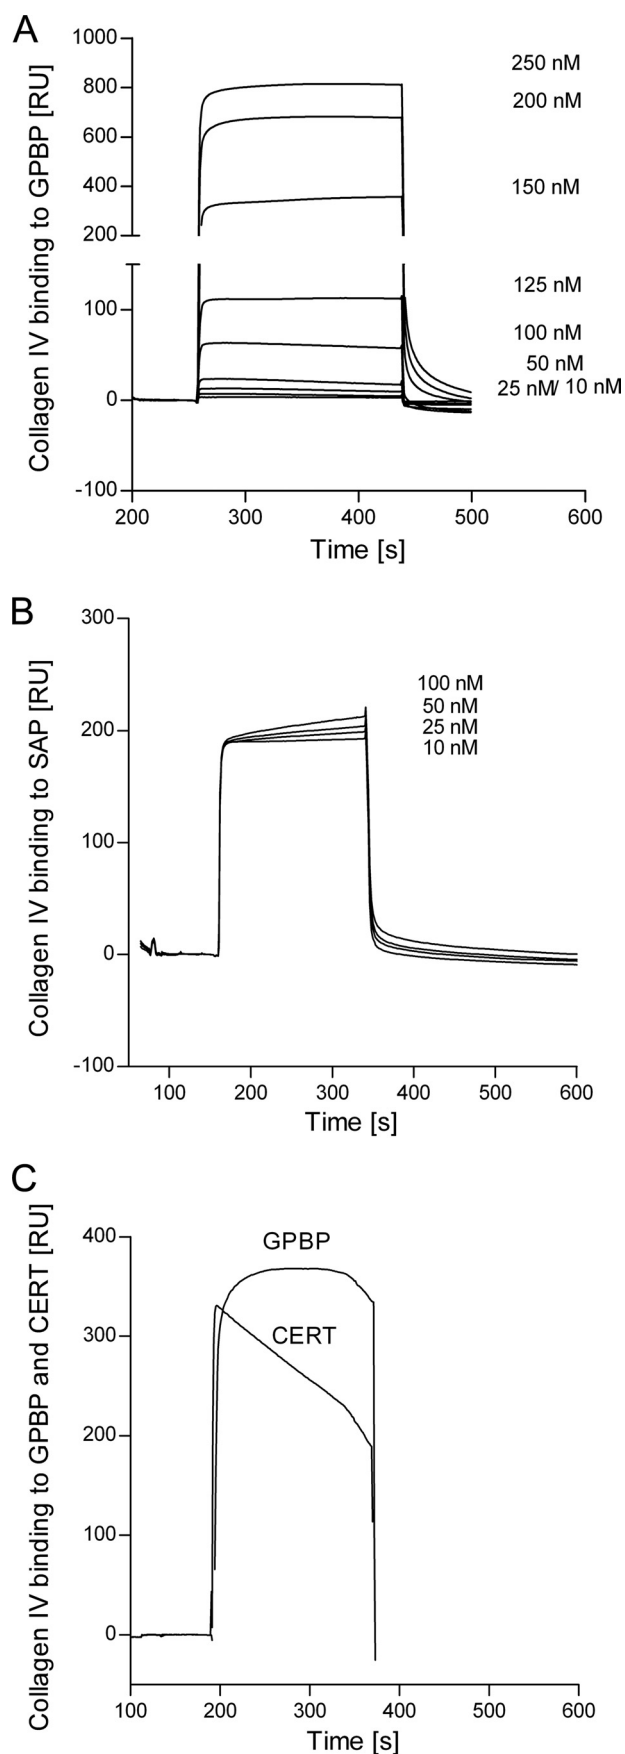 A
Collagen IV binding to GPBP [RU]
1000
800
600
400
200
100
0
-100
250 nM
200 nM
150 nM
125 nM
100 nM
50 nM
25 nM/ 10 nM
200 300 400 500 600
Time [s]
B
Collagen IV binding to SAP [RU]
300
200
100
0
-100
100 nM
50 nM
25 nM
10 nM
100 200 300 400 500 600
Time [s]
C
Collagen IV binding to GPBP and CERT [RU]
400
300
200
100
0
GPBP
CERT
100 200 300 400 500 600
Time [s]